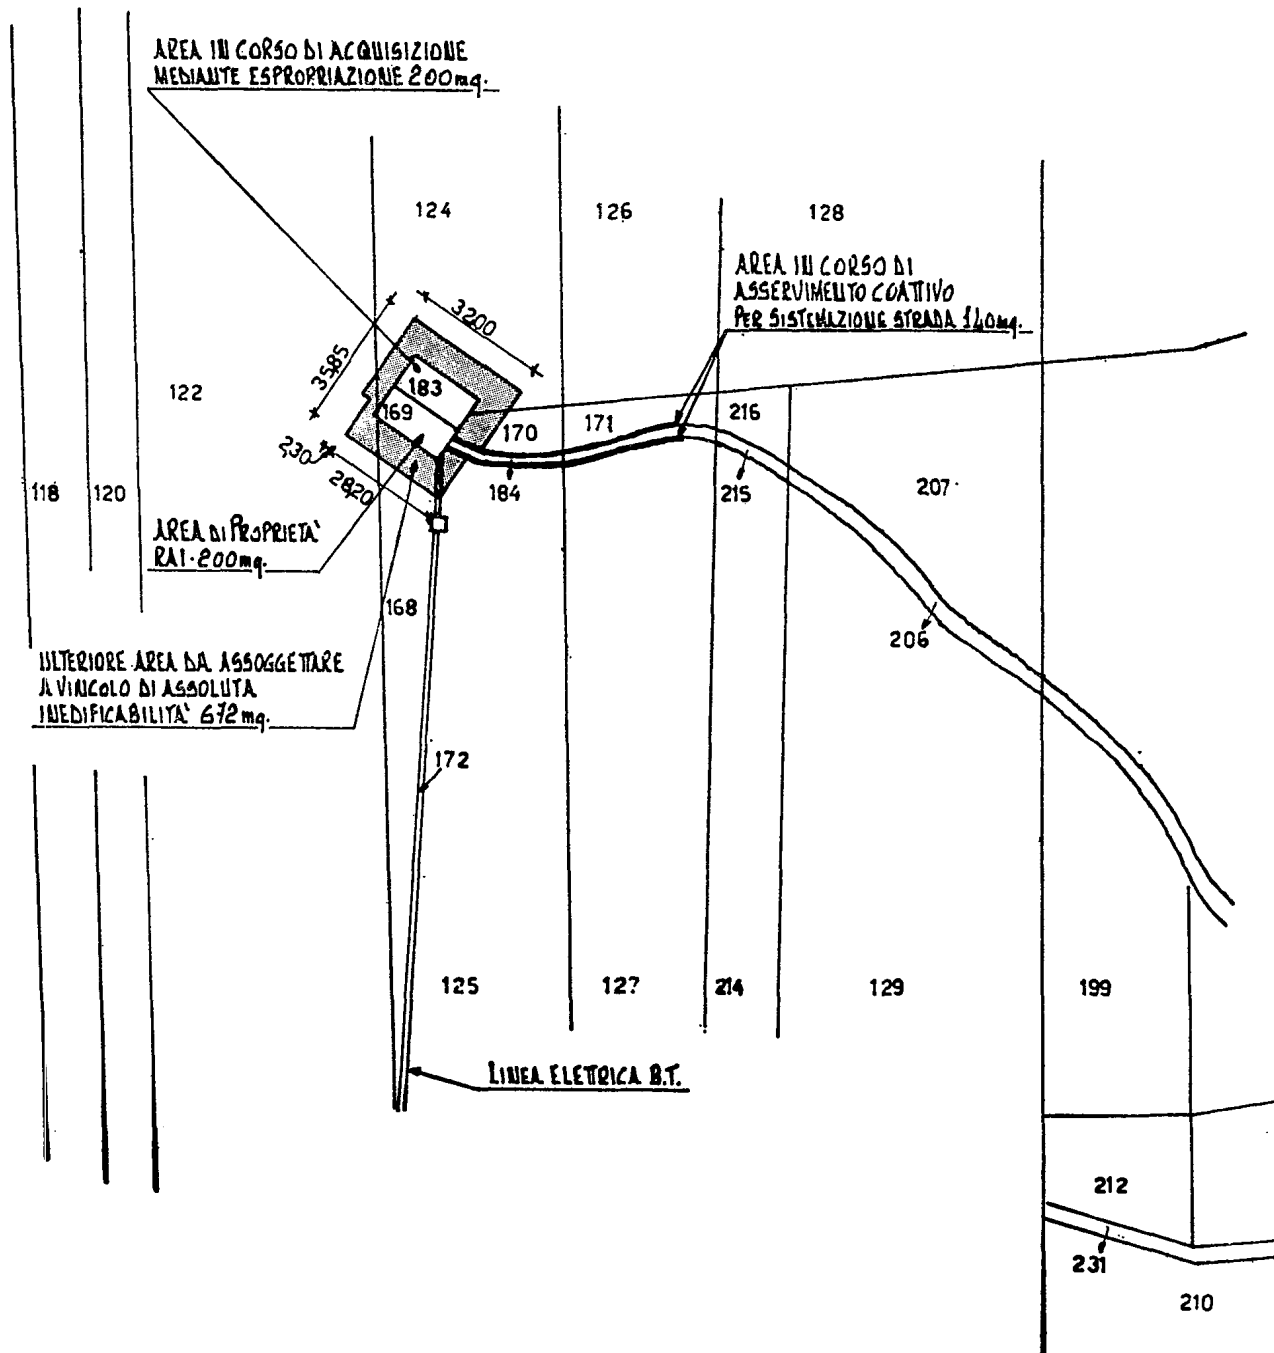 AREA IN CORSO DI ACQUISIZIONE
MEDIANTE ESPROPRIAZIONE 200mq.
124
126
128
AREA IN CORSO DI
ASSERVIMENTO COATTIVO
PER SISTEMAZIONE STRADA 140mq.
3200
3585
122
183
169
170
171
216
230
2820
118
120
184
215
207
AREA DI PROPRIETA'
RAI-200mq.
168
206
ULTERIORE AREA DA ASSOGGETTARE
A VINCOLO DI ASSOLUTA
INEDIFICABILITA' 672mq.
172
125
127
214
129
199
LINEA ELETTRICA B.T.
212
231
210